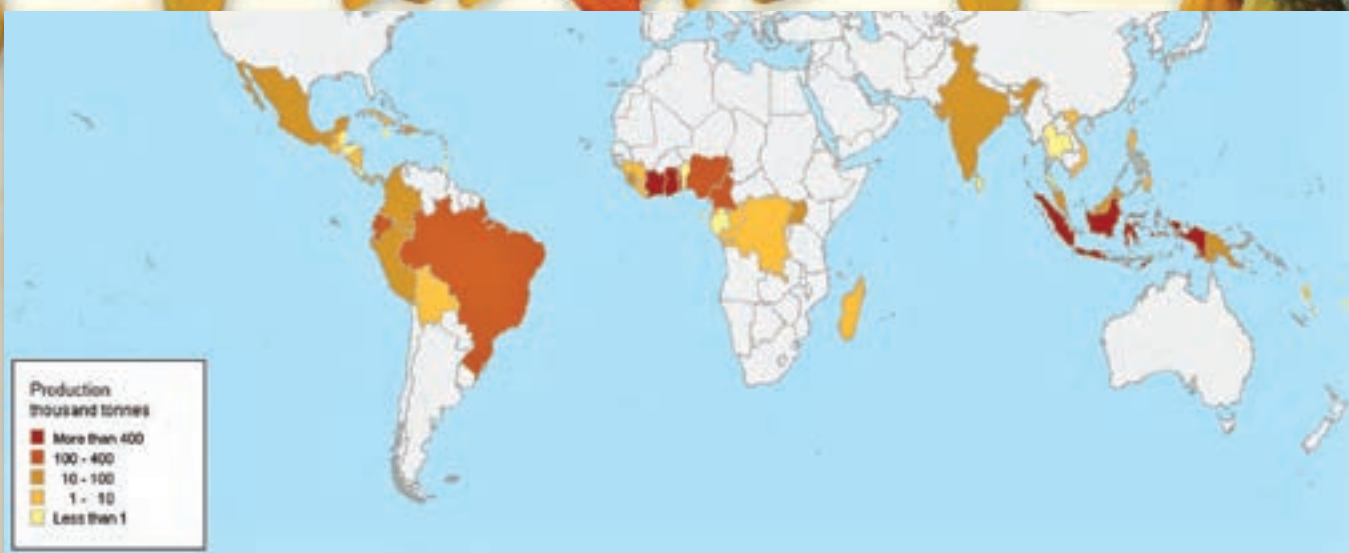 Production
thousand tonnes
More than 400
100 - 400
10 - 100
1 - 10
Less than 1